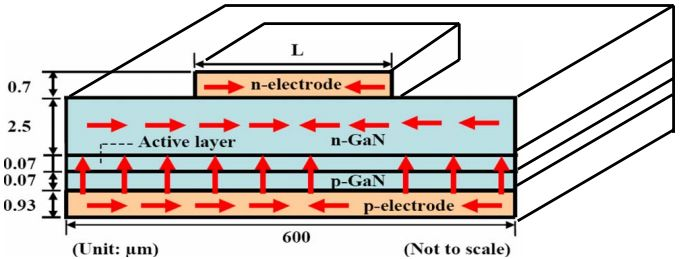 L
0.7
n-electrode
2.5
n-GaN
Active layer
0.07
0.07
p-GaN
0.93
p-electrode
600
(Unit: µm)
(Not to scale)